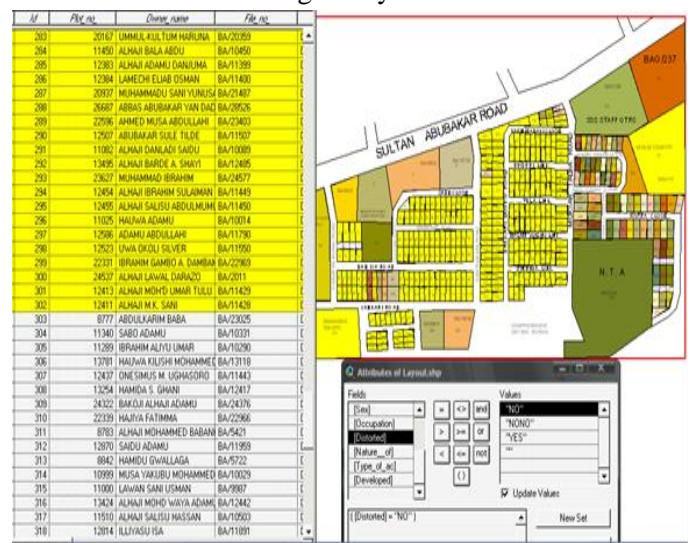 Id Plot_no Owner_name File_no
283 20167 UMMUL-KULTUM HARUNA BA/20359
284 11450 ALHAJI BALA ABDU BA/10450
285 12383 ALHAJI ADAMU DANJUMA BA/11399
286 12384 LAMECHI ELIAB OSMAN BA/11400
287 20937 MUHAMMADU SANI YUNUSA BA/21487
288 26687 ABBAS ABUBAKAR YAN DAD BA/28526
289 22596 AHMED MUSA ABDULLAHI BA/23403
290 12507 ABUBAKAR SULE TILDE BA/11507
291 11082 ALHAJI DANLADI SAIDU BA/10089
292 13495 ALHAJI BARDE A. SHAYI BA/12485
293 23627 MUHAMMAD IBRAHIM BA/24577
294 12454 ALHAJI IBRAHIM SULAIMAN BA/11449
295 12455 ALHAJI SALISU ABDULMUMI BA/11450
296 11025 HAUWA ADAMU BA/10014
297 12586 ADAMU ABDULLAHI BA/11790
298 12523 UWA OKOLI SILVER BA/11550
299 22331 IBRAHIM GAMBO A. DAMBAN BA/22969
300 24537 ALHAJI LAWAL DARAZO BA/2011
301 12413 ALHAJI MOH'D UMAR TULU BA/11429
302 12411 ALHAJI M.K. SANI BA/11428
303 8777 ABDULKARIM BABA BA/23025
304 11340 SABO ADAMU BA/10331
305 11289 IBRAHIM ALIYU UMAR BA/10290
306 13781 HAUWA KILISHI MOHAMMED BA/13118
307 12437 ONESIMUS M. UGHASORO BA/11443
308 13254 HAMIDA S. GHANI BA/12417
309 24322 BAKOJI ALHAJI ADAMU BA/24376
310 22339 HAJIYA FATIMMA BA/22966
311 8783 ALHAJI MOHAMMED BABANI BA/5421
312 12870 SAIDU ADAMU BA/11959
313 8842 HAMIDU GWALLAGA BA/5722
314 10999 MUSA YAKUBU MOHAMMED BA/10029
315 11000 LAWAN SANI USMAN BA/9987
316 13424 ALHAJI MOHD WAYA ADAMU BA/12442
317 11510 ALHAJI SALISU HASSAN BA/10503
318 12014 ILLIYASU ISA BA/11091
BAG/037
SULTAN ABUBAKAR ROAD
SSS STAFF QTRS
N. T. A
Attributes of Layout.shp
Fields Values
[Sex] = <> and "NO"
[Occupation] "NONO"
[Distorted] > >= or "YES"
[Nature__of] < <= not ""
[Type_of_ac]
[Developed] ( )
Update Values
( [Distorted] = "NO" ) New Set